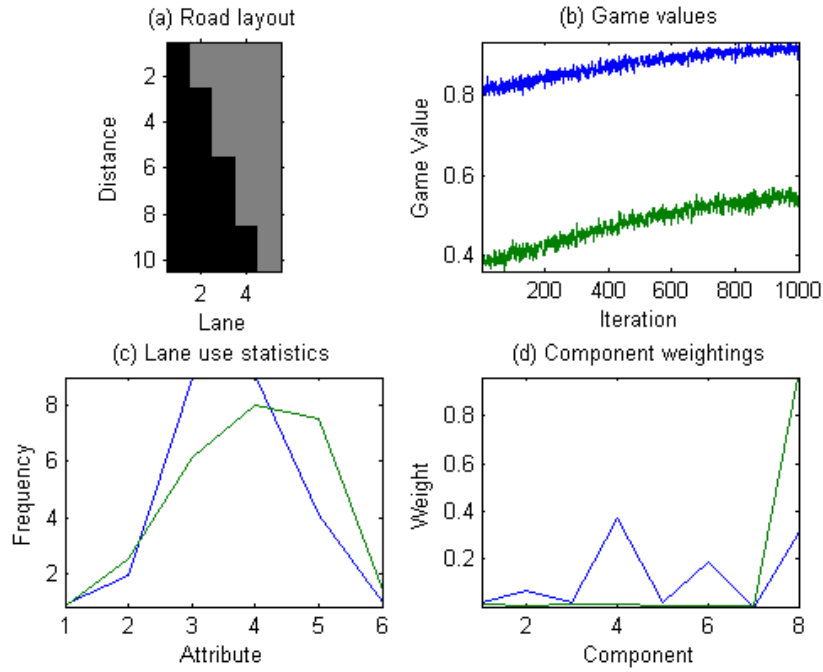 (a) Road layout
Distance
2
4
6
8
10
2 4
Lane
(b) Game values
Game Value
0.8
0.6
0.4
200 400 600 800 1000
Iteration
(c) Lane use statistics
Frequency
8
6
4
2
1 2 3 4 5 6
Attribute
(d) Component weightings
Weight
0.8
0.6
0.4
0.2
2 4 6 8
Component